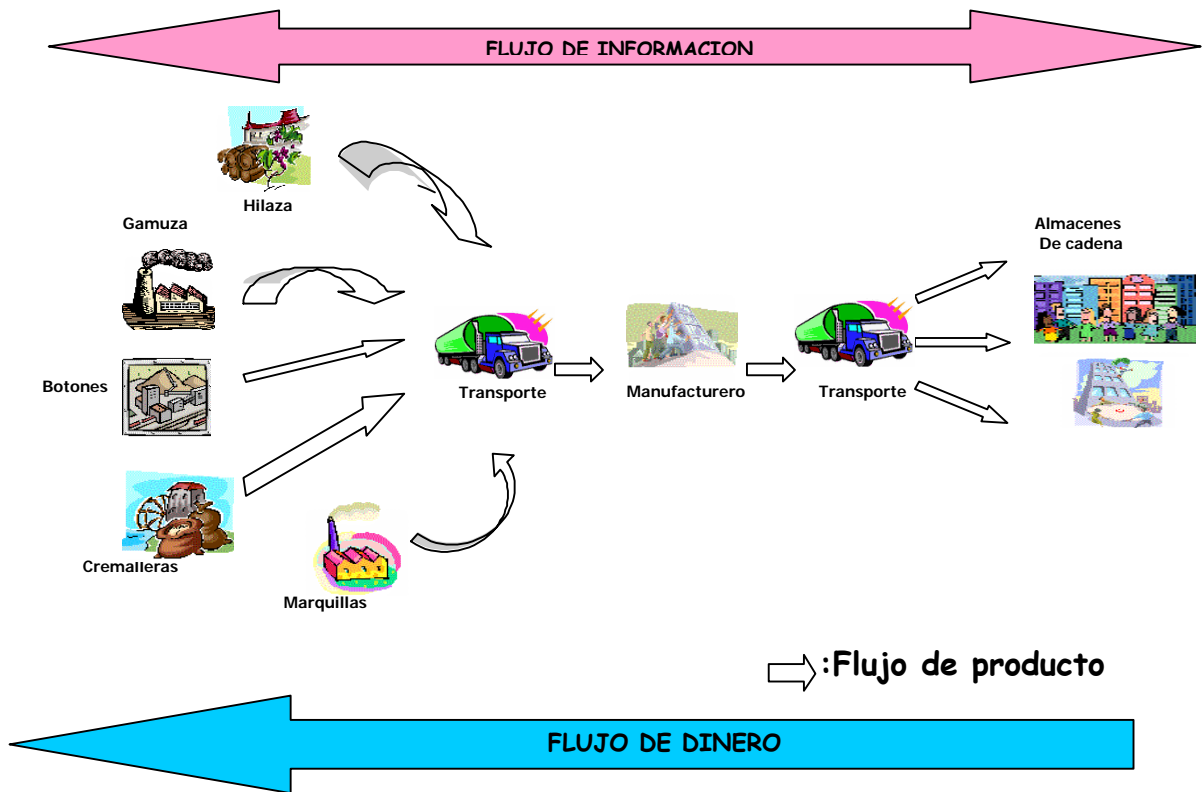 FLUJO DE INFORMACION
Hilaza
Gamuza
Almacenes
De cadena
Botones
Transporte
Manufacturero
Transporte
Cremalleras
Marquillas
:Flujo de producto
FLUJO DE DINERO